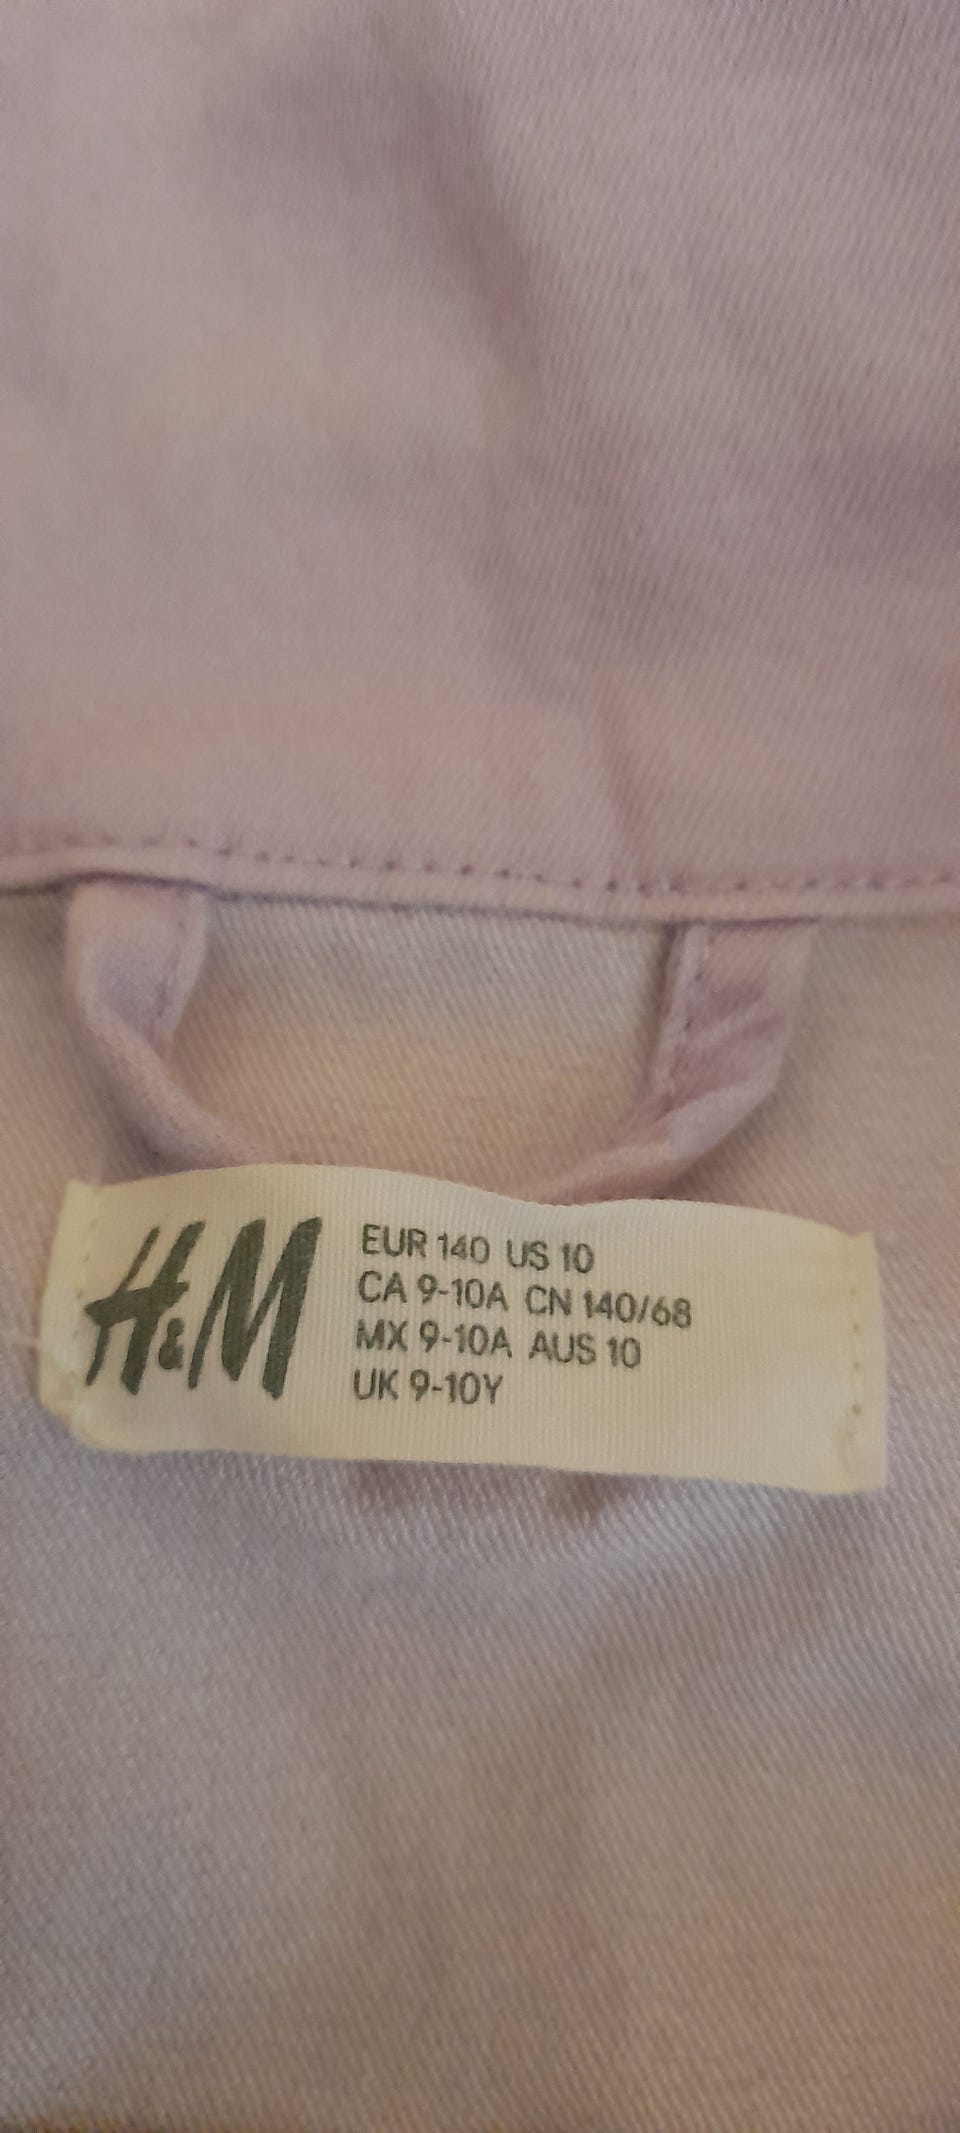 H&M
EUR 140 US 10
CA 9-10A CN 140/68
MX 9-10A AUS 10
UK 9-10Y